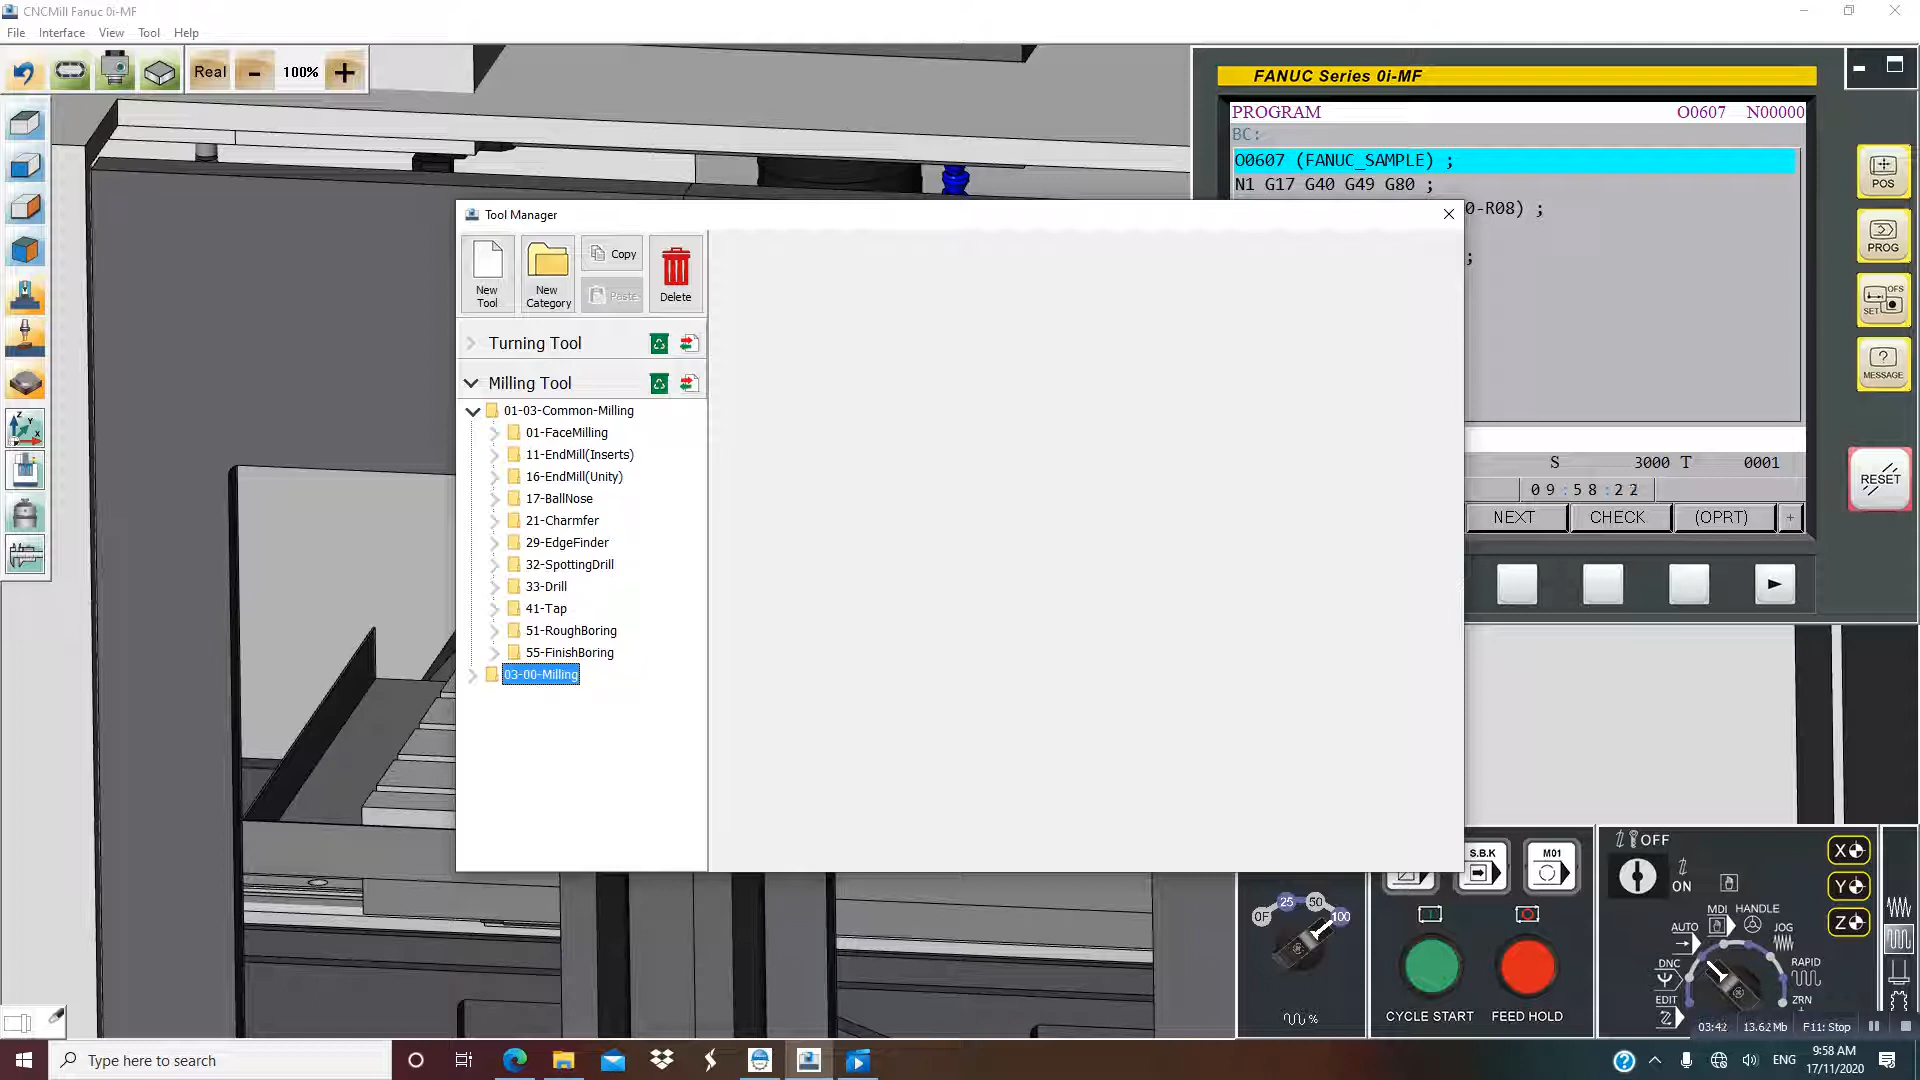 CNCMill Fanuc 0i-MF
File Interface View Tool Help
Real - 100% +
FANUC Series 0i-MF
PROGRAM O0607 N00000
BC:
O0607 (FANUC_SAMPLE) ;
N1 G17 G40 G49 G80 ;
0-R08) ;
;
S 3000 T 0001
09:58:22
NEXT CHECK (OPRT) +
POS
PROG
OFS
SET
?
MESSAGE
RESET
Tool Manager
New Tool
New Category
Copy
Paste
Delete
Turning Tool
Milling Tool
01-03-Common-Milling
01-FaceMilling
11-EndMill(Inserts)
16-EndMill(Unity)
17-BallNose
21-Charmfer
29-EdgeFinder
32-SpottingDrill
33-Drill
41-Tap
51-RoughBoring
55-FinishBoring
03-00-Milling
S.B.K
M01
0F 25 50 100
%
CYCLE START FEED HOLD
OFF
ON
X
Y
Z
MDI HANDLE
AUTO JOG
DNC RAPID
EDIT ZRN
03:42 13.62Mb F11: Stop
Type here to search
ENG
9:58 AM
17/11/2020